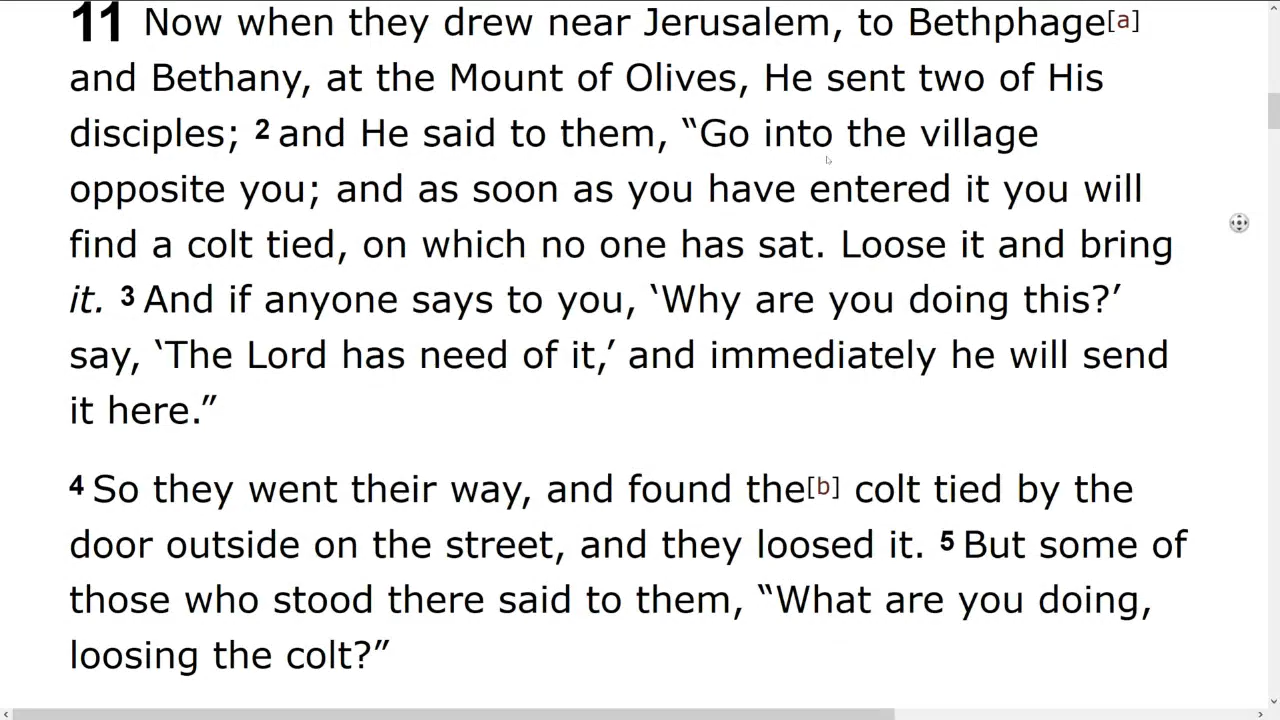 11 Now when they drew near Jerusalem, to Bethphage[a]
and Bethany, at the Mount of Olives, He sent two of His
disciples; 2 and He said to them, “Go into the village
opposite you; and as soon as you have entered it you will
find a colt tied, on which no one has sat. Loose it and bring
it. 3 And if anyone says to you, ‘Why are you doing this?’
say, ‘The Lord has need of it,’ and immediately he will send
it here.”
4 So they went their way, and found the[b] colt tied by the
door outside on the street, and they loosed it. 5 But some of
those who stood there said to them, “What are you doing,
loosing the colt?”